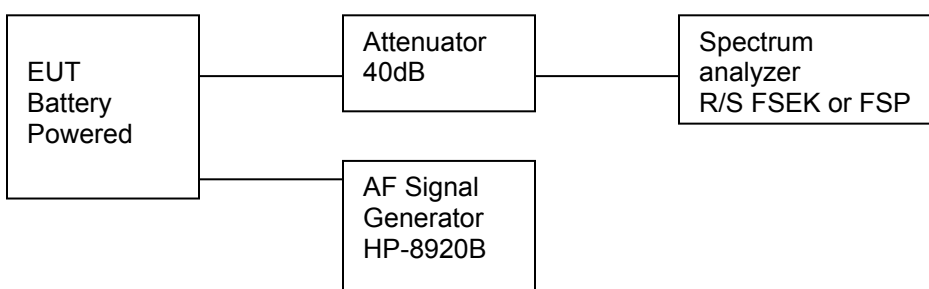 EUT
Battery
Powered
Attenuator
40dB
Spectrum
analyzer
R/S FSEK or FSP
AF Signal
Generator
HP-8920B